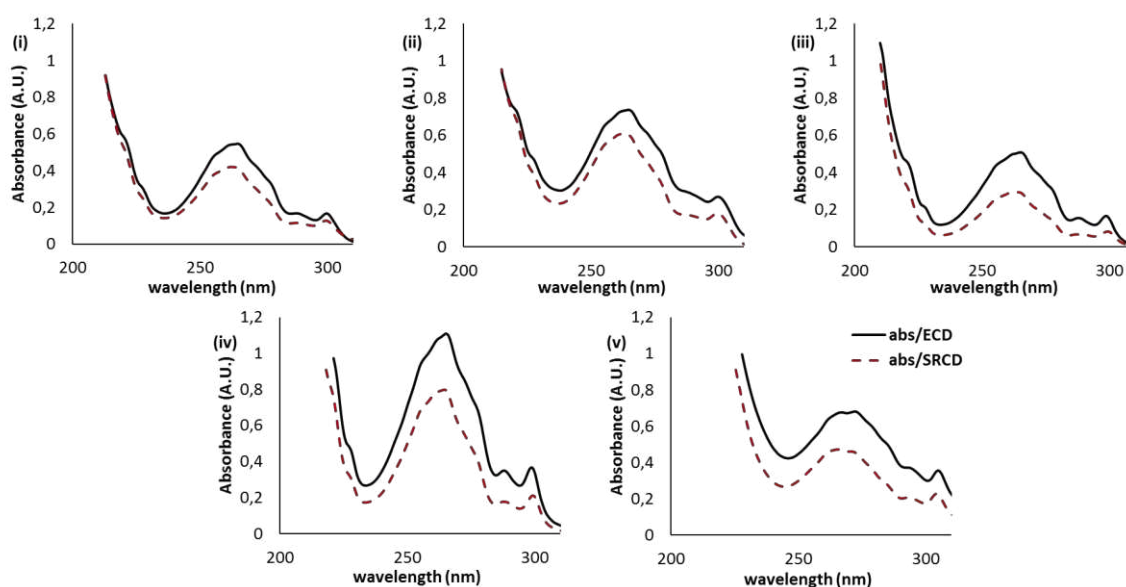 (i)
1,2
1
0,8
0,6
0,4
0,2
0
Absorbance (A.U.)
200 250 300
wavelength (nm)
(ii)
1,2
1
0,8
0,6
0,4
0,2
0
Absorbance (A.U.)
200 250 300
wavelength (nm)
(iii)
1,2
1
0,8
0,6
0,4
0,2
0
Absorbance (A.U.)
200 250 300
wavelength (nm)
(iv)
1,2
1
0,8
0,6
0,4
0,2
0
Absorbance (A.U.)
200 250 300
wavelength (nm)
(v)
1,2
1
0,8
0,6
0,4
0,2
0
Absorbance (A.U.)
200 250 300
wavelength (nm)
abs/ECD
abs/SRCD